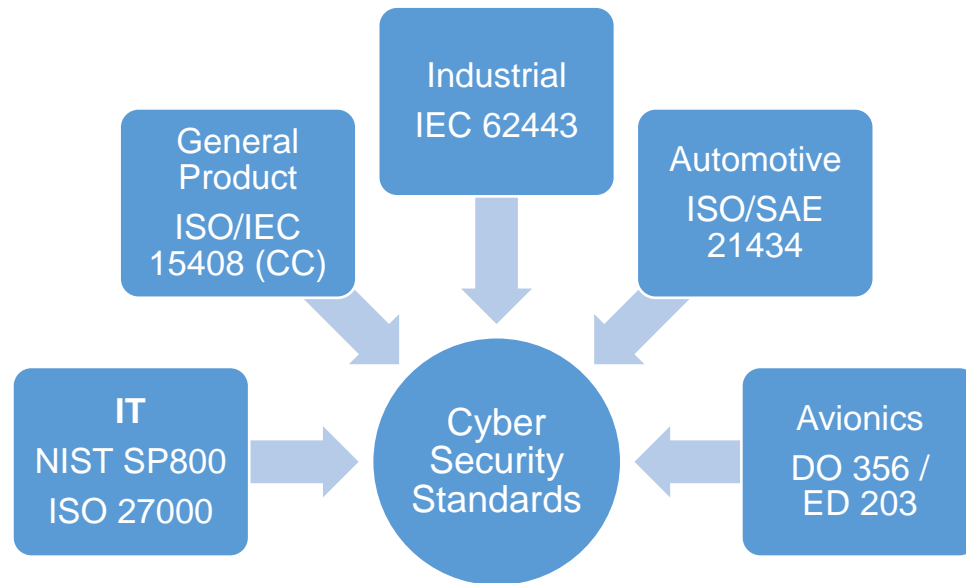 Industrial
IEC 62443
General
Product
ISO/IEC
15408 (CC)
Automotive
ISO/SAE
21434
IT
NIST SP800
ISO 27000
Cyber
Security
Standards
Avionics
DO 356 /
ED 203